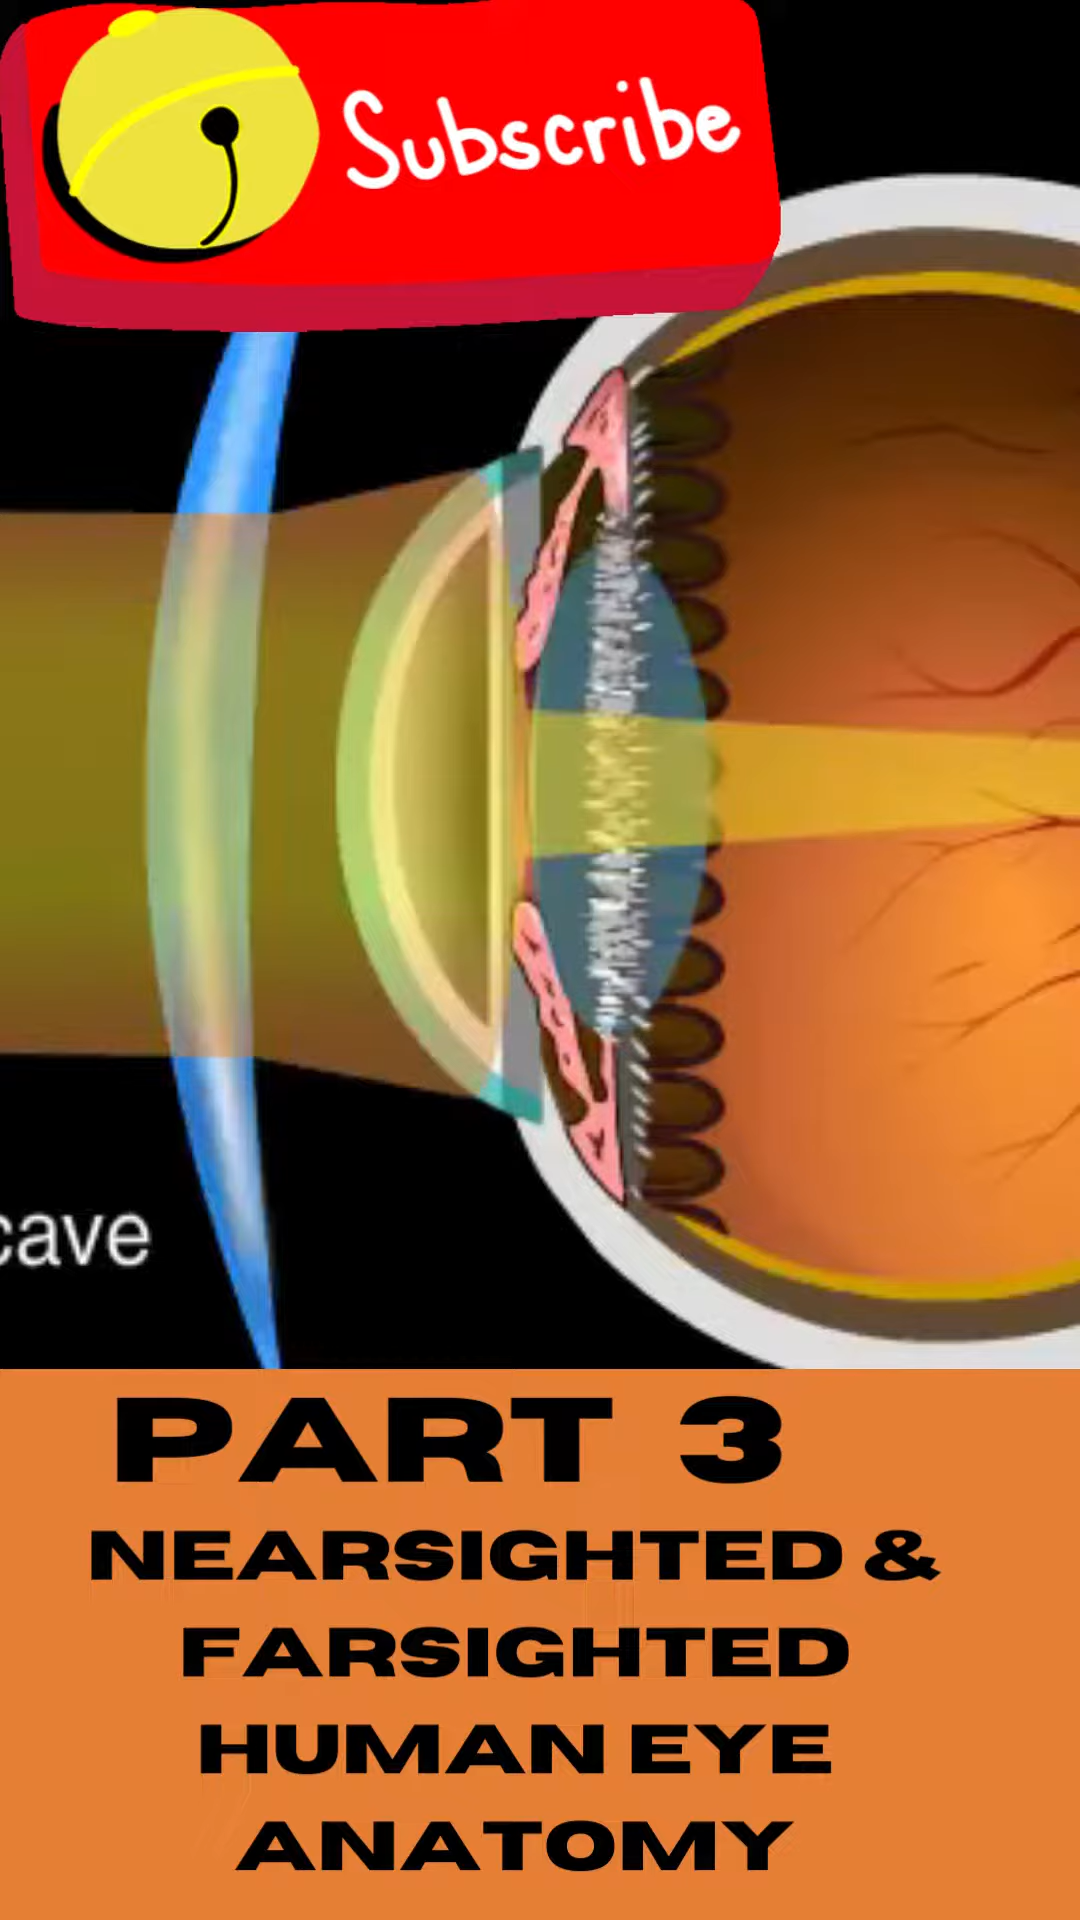 Subscribe
cave
PART 3
NEARSIGHTED &
FARSIGHTED
HUMAN EYE
ANATOMY